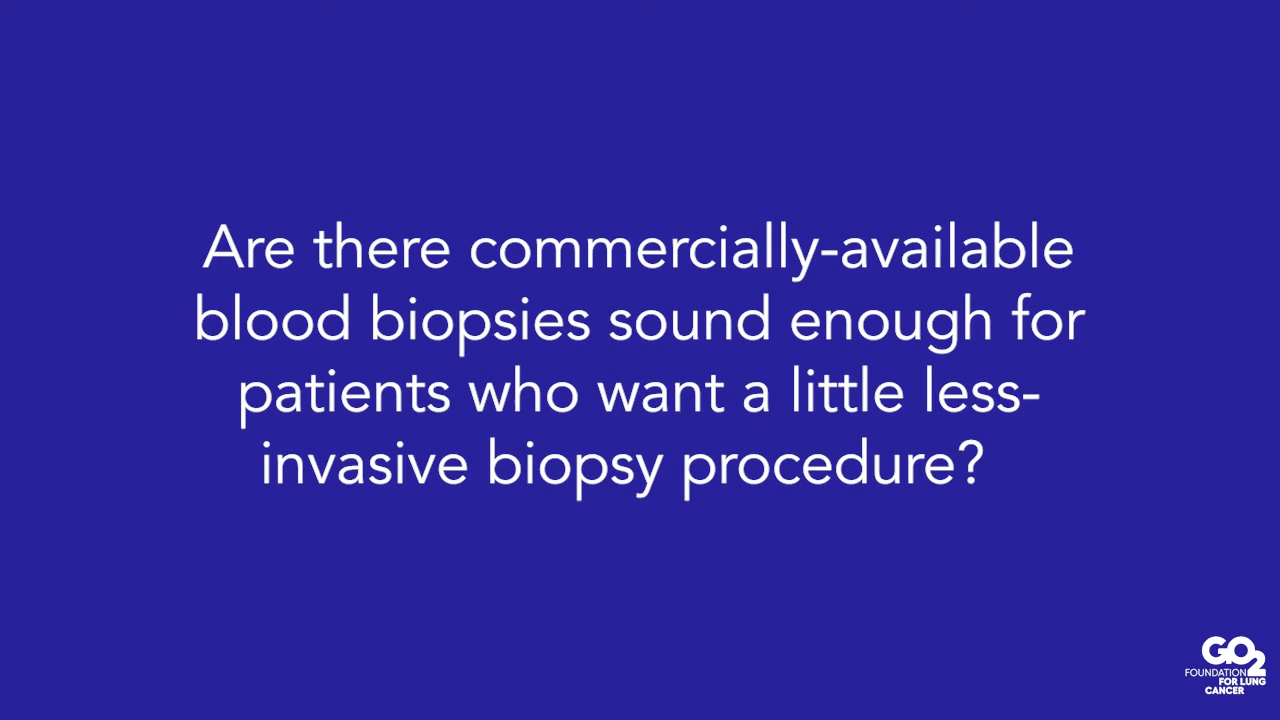 Are there commercially-available
blood biopsies sound enough for
patients who want a little less-
invasive biopsy procedure?
GO2
FOUNDATION
FOR LUNG
CANCER